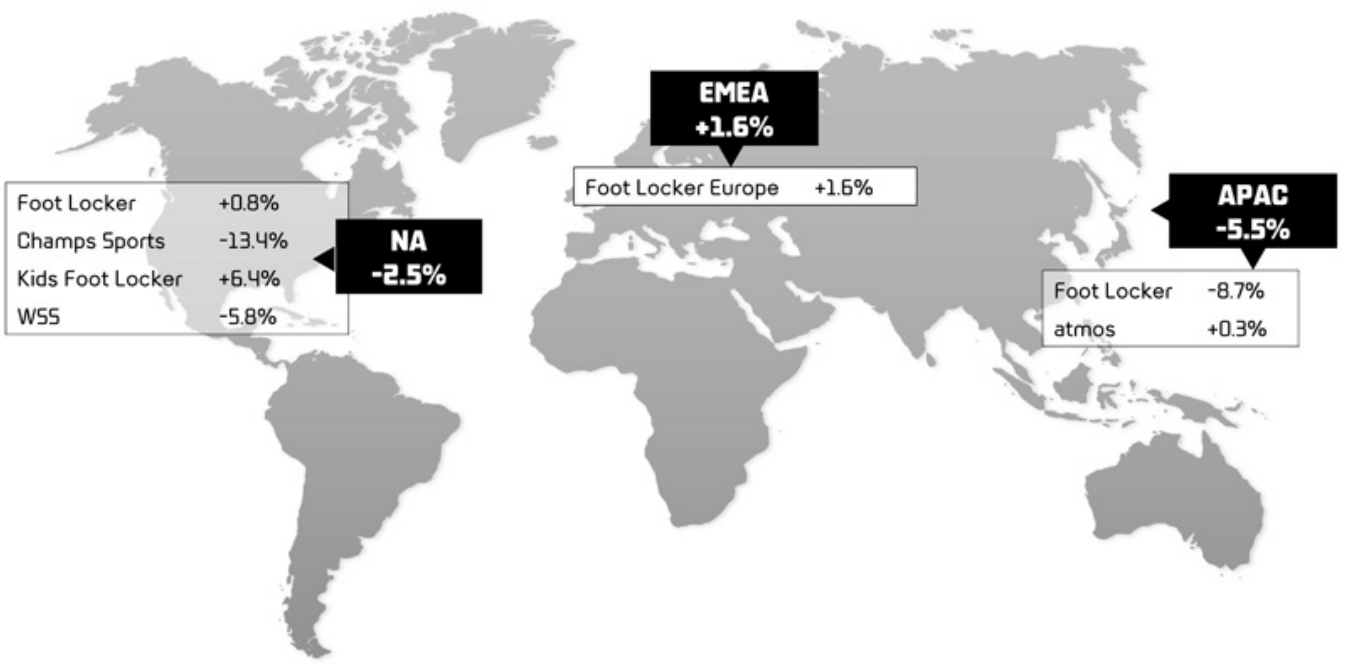 EMEA
+1.6%
Foot Locker Europe +1.6%
Foot Locker +0.8%
Champs Sports -13.4%
Kids Foot Locker +6.4%
WSS -5.8%
NA
-2.5%
APAC
-5.5%
Foot Locker -8.7%
atmos +0.3%